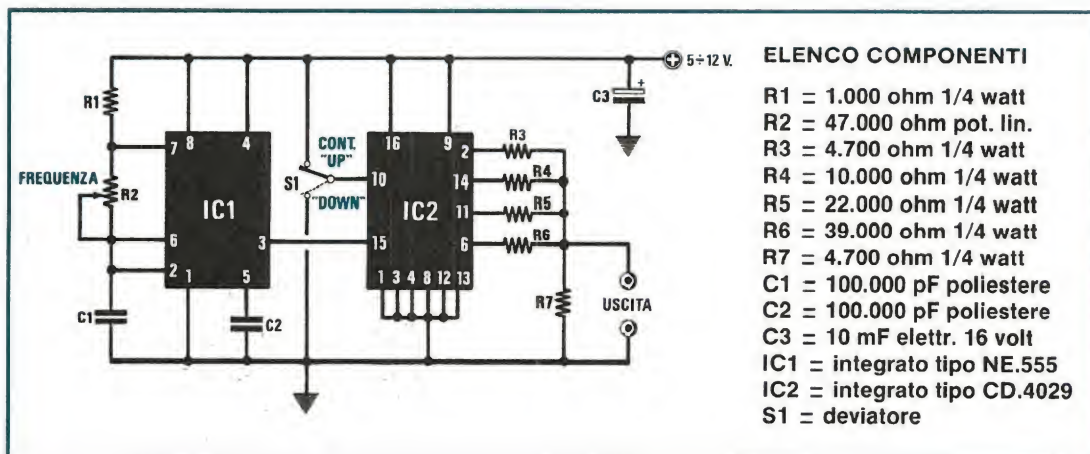 5÷12 V.
C3
+
R1
8
4
16
9
7
CONT.
"UP"
2
R3
FREQUENZA
R2
S1
10
14
R4
IC1
"DOWN"
IC2
11
R5
6
3
15
6
R6
2
1
5
1
3
4
8
12
13
R7
USCITA
C1
C2
ELENCO COMPONENTI
R1 = 1.000 ohm 1/4 watt
R2 = 47.000 ohm pot. lin.
R3 = 4.700 ohm 1/4 watt
R4 = 10.000 ohm 1/4 watt
R5 = 22.000 ohm 1/4 watt
R6 = 39.000 ohm 1/4 watt
R7 = 4.700 ohm 1/4 watt
C1 = 100.000 pF poliestere
C2 = 100.000 pF poliestere
C3 = 10 mF elettr. 16 volt
IC1 = integrato tipo NE.555
IC2 = integrato tipo CD.4029
S1 = deviatore